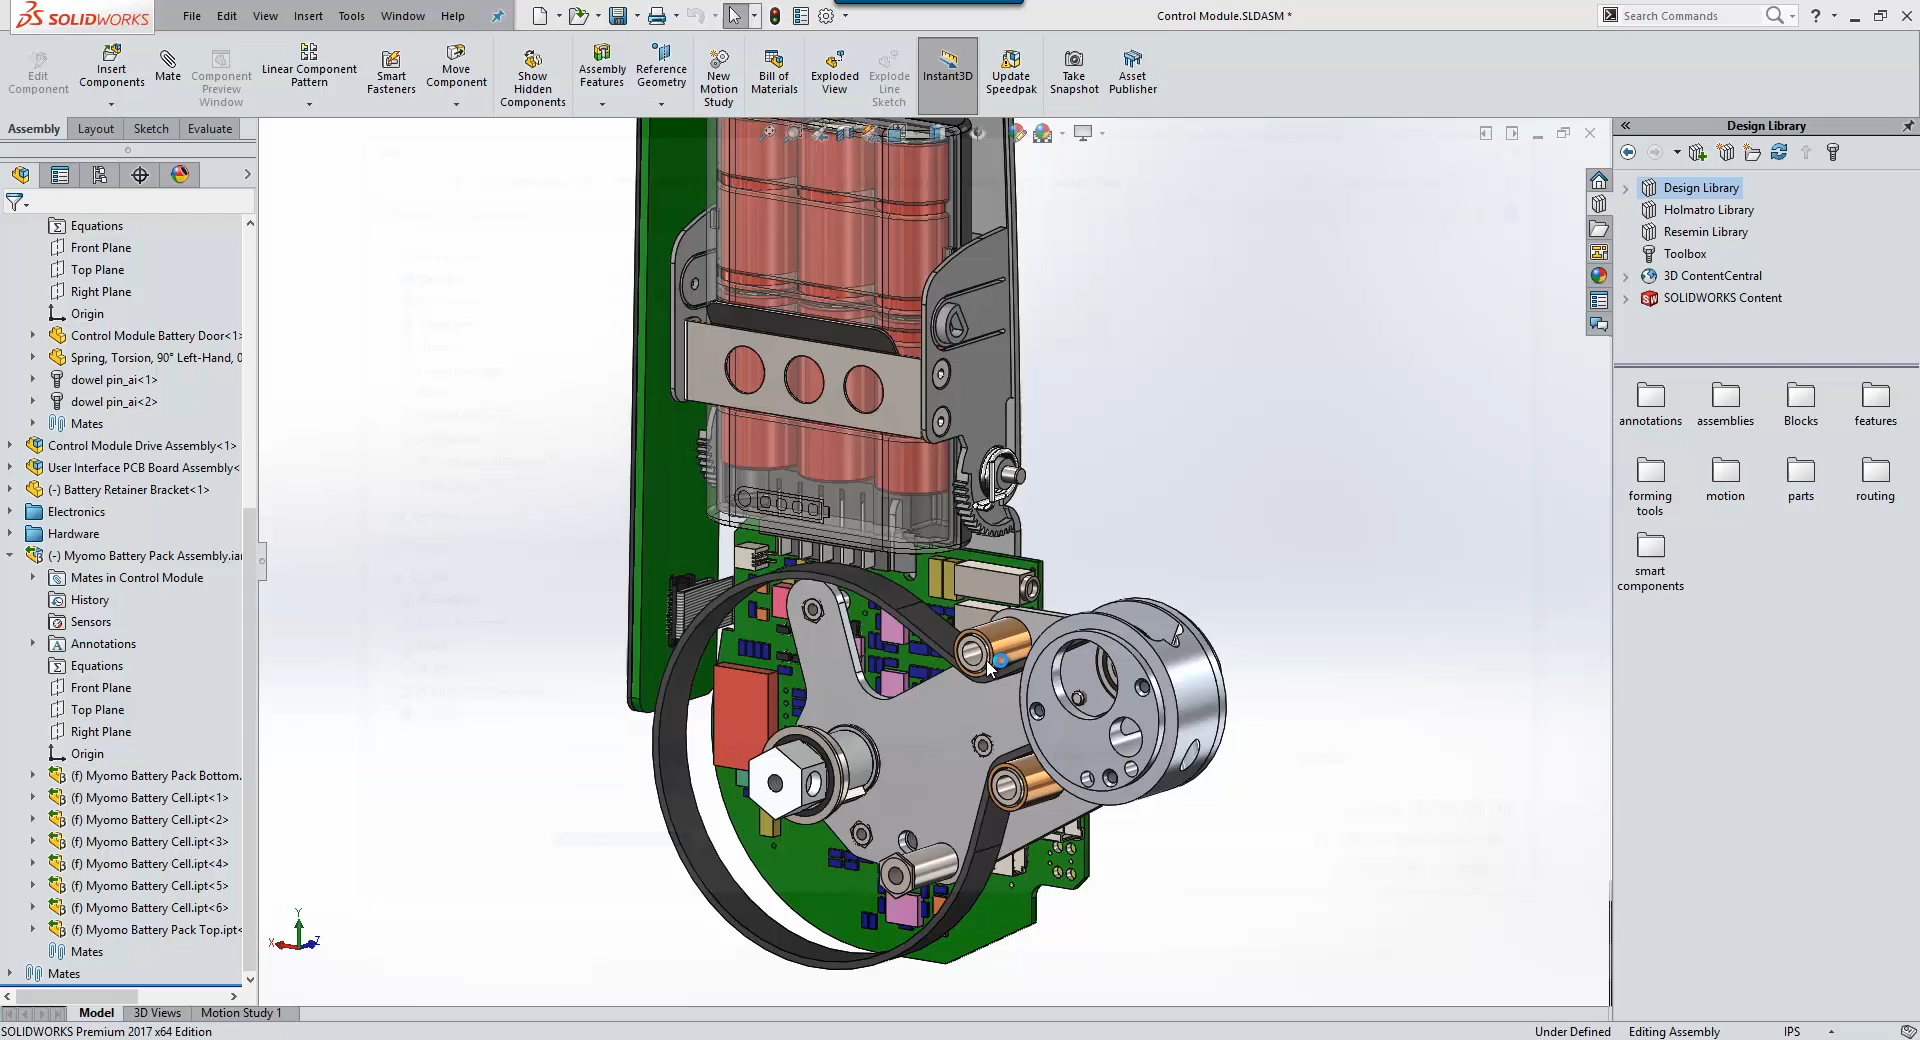 SOLIDWORKS
File Edit View Insert Tools Window Help
Control Module.SLDASM *
Search Commands
Edit Component
Insert Components
Mate
Component Preview Window
Linear Component Pattern
Smart Fasteners
Move Component
Show Hidden Components
Assembly Features
Reference Geometry
New Motion Study
Bill of Materials
Exploded View
Explode Line Sketch
Instant3D
Update Speedpak
Take Snapshot
Asset Publisher
Assembly Layout Sketch Evaluate
Equations
Front Plane
Top Plane
Right Plane
Origin
Control Module Battery Door<1>
Spring, Torsion, 90° Left-Hand, 0
dowel pin_ai<1>
dowel pin_ai<2>
Mates
Control Module Drive Assembly<1>
User Interface PCB Board Assembly<
(-) Battery Retainer Bracket<1>
Electronics
Hardware
(-) Myomo Battery Pack Assembly.iar
Mates in Control Module
History
Sensors
Annotations
Equations
Front Plane
Top Plane
Right Plane
Origin
(f) Myomo Battery Pack Bottom.
(f) Myomo Battery Cell.ipt<1>
(f) Myomo Battery Cell.ipt<2>
(f) Myomo Battery Cell.ipt<3>
(f) Myomo Battery Cell.ipt<4>
(f) Myomo Battery Cell.ipt<5>
(f) Myomo Battery Cell.ipt<6>
(f) Myomo Battery Pack Top.ipt<
Mates
Mates
Y
X
Z
Design Library
Design Library
Holmatro Library
Resemin Library
Toolbox
3D ContentCentral
SOLIDWORKS Content
annotations assemblies Blocks features
forming tools
motion parts routing
smart components
Model 3D Views Motion Study 1
SOLIDWORKS Premium 2017 x64 Edition
Under Defined Editing Assembly IPS